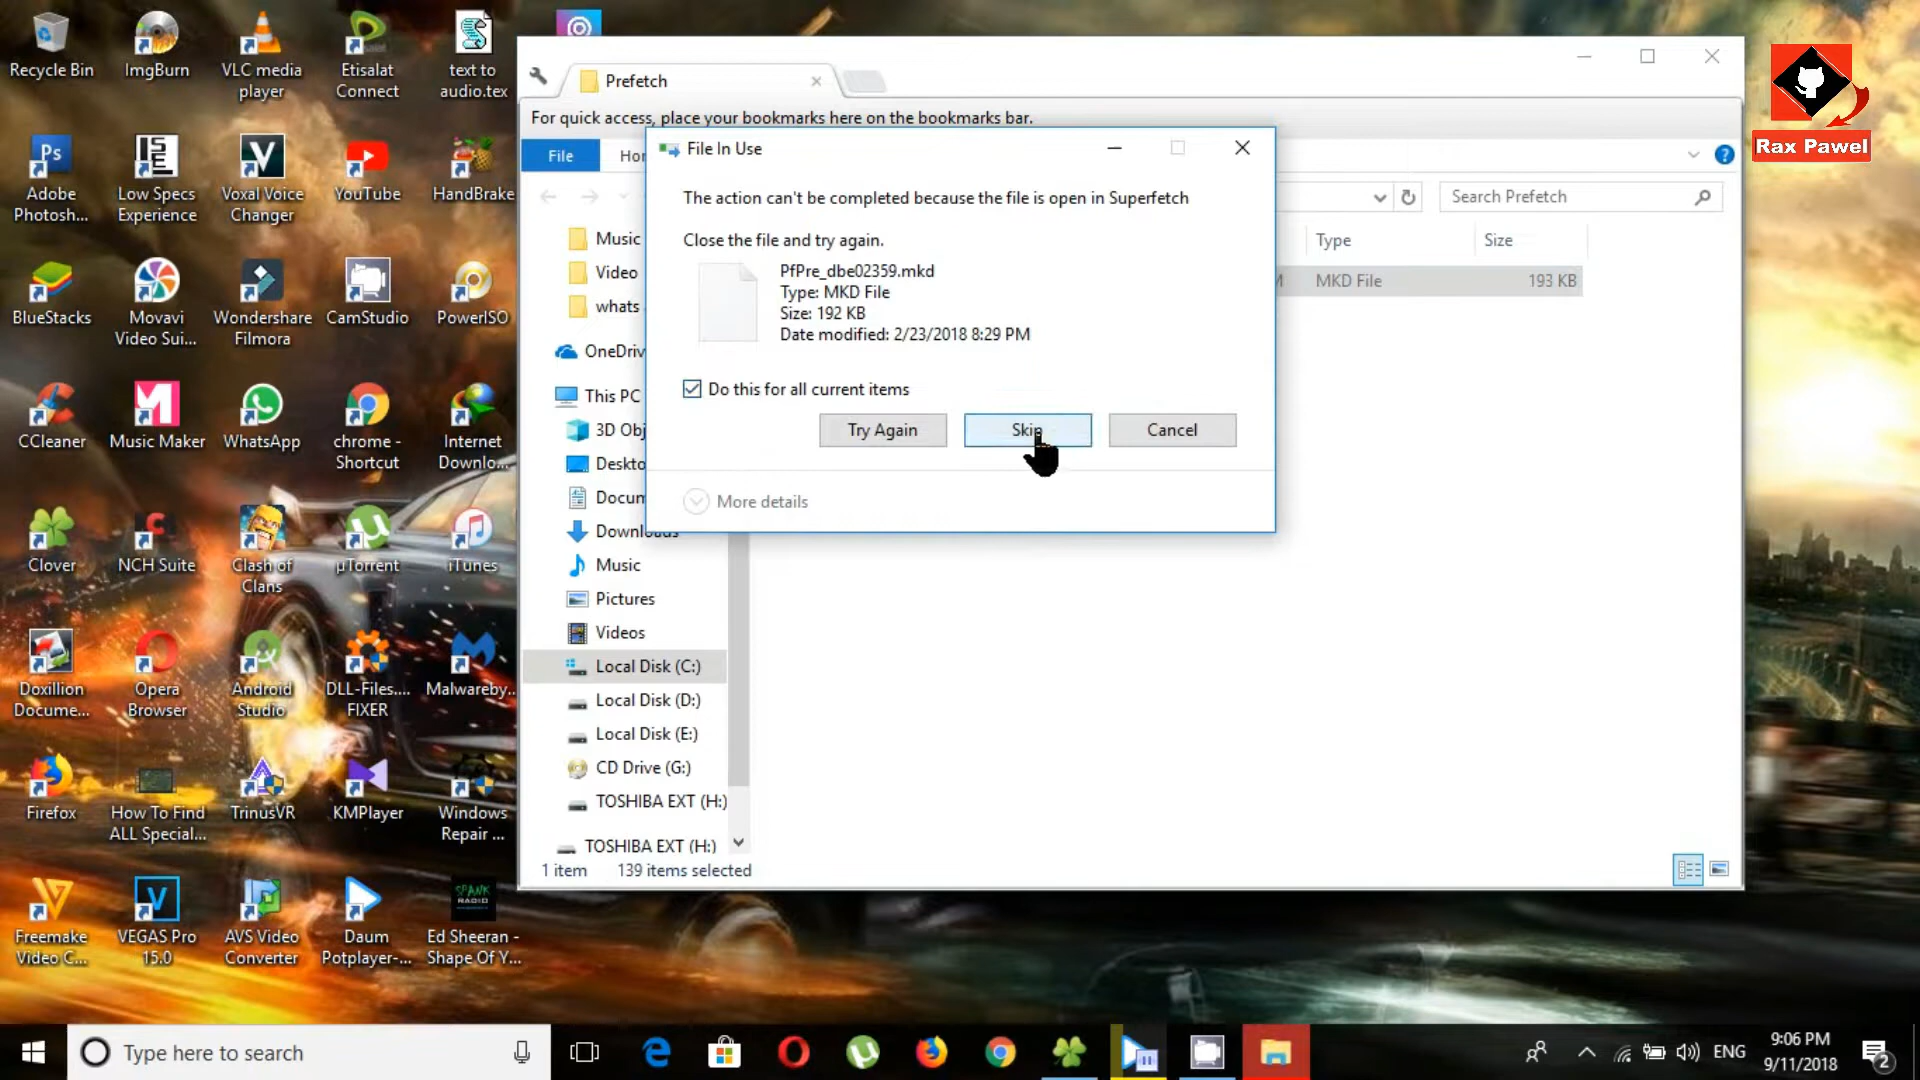 Recycle Bin
ImgBurn
VLC media
player
Etisalat
Connect
text to
audio.tex
Adobe
Photosh...
Low Specs
Experience
Voxal Voice
Changer
YouTube
HandBrake
BlueStacks
Movavi
Video Sui...
Wondershare
Filmora
CamStudio
PowerISO
CCleaner
Music Maker
WhatsApp
chrome -
Shortcut
Internet
Downlo...
Clover
NCH Suite
Clash of
Clans
µTorrent
iTunes
Doxillion
Docume...
Opera
Browser
Android
Studio
DLL-Files....
FIXER
Malwareby...
Firefox
How To Find
ALL Special...
TrinusVR
KMPlayer
Windows
Repair ...
Freemake
Video C...
VEGAS Pro
15.0
AVS Video
Converter
Daum
Potplayer-...
SPANK
RADIO
Ed Sheeran -
Shape Of Y...
Prefetch
For quick access, place your bookmarks here on the bookmarks bar.
File
Hor
Search Prefetch
Type
Size
MKD File
193 KB
File In Use
The action can't be completed because the file is open in Superfetch
Close the file and try again.
PfPre_dbe02359.mkd
Type: MKD File
Size: 192 KB
Date modified: 2/23/2018 8:29 PM
Do this for all current items
Try Again
Skip
Cancel
More details
Music
Video
whats
OneDriv
This PC
3D Obj
Deskto
Docum
Downloads
Music
Pictures
Videos
Local Disk (C:)
Local Disk (D:)
Local Disk (E:)
CD Drive (G:)
TOSHIBA EXT (H:)
TOSHIBA EXT (H:)
1 item
139 items selected
Rax Pawel
Type here to search
ENG
9:06 PM
9/11/2018
2